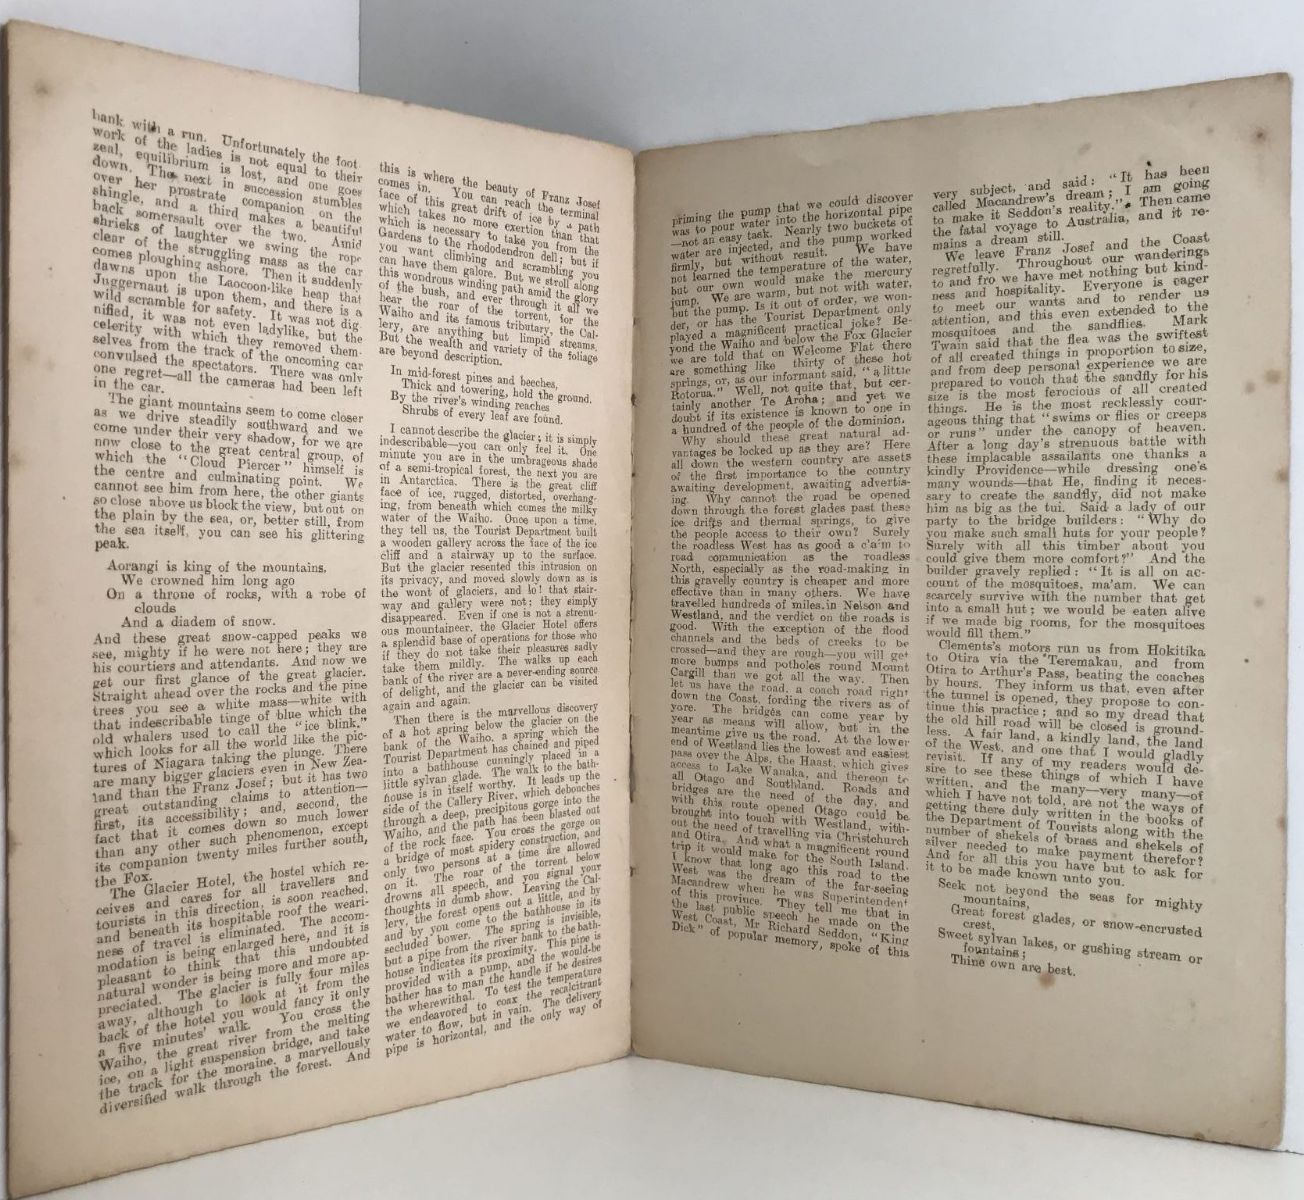 bank with a run. Unfortunately the foot
work of the ladies is not equal to their
zeal, equilibrium is lost, and one goes
down. The next in succession stumbles
over her prostrate companion on the
shingle, and a third makes a beautiful
back somersault over the two. Amid
shrieks of laughter we swing the rope
clear of the struggling mass as the car
comes ploughing ashore. Then it suddenly
dawns upon the Laocoon-like heap that
Juggernaut is upon them, and there is a
wild scramble for safety. It was not dig-
nified, it was not even ladylike, but the
celerity with which they removed them-
selves from the track of the oncoming car
convulsed the spectators. There was only
one regret—all the cameras had been left
in the car.
The giant mountains seem to come closer
as we drive steadily southward and we
come under their very shadow, for we are
now close to the great central group, of
which the "Cloud Piercer" himself is
the centre and culminating point. We
cannot see him from here, the other giants
so close above us block the view, but out on
the plain by the sea, or, better still, from
the sea itself, you can see his glittering
peak.
Aorangi is king of the mountains,
We crowned him long ago
On a throne of rocks, with a robe of
clouds
And a diadem of snow.
And these great snow-capped peaks we
see, mighty if he were not here; they are
his courtiers and attendants. And now we
get our first glance of the great glacier.
Straight ahead over the rocks and the pine
trees you see a white mass—white with
that indescribable tinge of blue which the
old whalers used to call the "ice blink,"
which looks for all the world like the pic-
tures of Niagara taking the plunge. There
are many bigger glaciers even in New Zea-
land than the Franz Josef; but it has two
great outstanding claims to attention—
first, its accessibility; and, second, the
fact that it comes down so much lower
than any other such phenomenon, except
its companion twenty miles further south,
the Fox.
The Glacier Hotel, the hostel which re-
ceives and cares for all travellers and
tourists in this direction, is soon reached,
and beneath its hospitable roof the weari-
ness of travel is eliminated. The accom-
modation is being enlarged here, and it is
pleasant to think that this undoubted
natural wonder is being more and more ap-
preciated. The glacier is fully four miles
away, although to look at it from the
back of the hotel you would fancy it only
a five minutes' walk. You cross the
Waiho, the great river from the melting
ice, on a light suspension bridge, and take
the track for the moraine, a marvellously
diversified walk through the forest. And
this is where the beauty of Franz Josef
comes in. You can reach the terminal
face of this great drift of ice by a path
which takes no more exertion than that
which is necessary to take you from the
Gardens to the rhododendron dell; but if
you want climbing and scrambling you
can have them galore. But we stroll along
this wondrous winding path amid the glory
of the bush, and ever through it all we
hear the roar of the torrent, for the
Waiho and its famous tributary, the Cal-
lery, are anything but limpid streams.
But the wealth and variety of the foliage
are beyond description.
In mid-forest pines and beeches,
Thick and towering, hold the ground.
By the river's winding reaches
Shrubs of every leaf are found.
I cannot describe the glacier; it is simply
indescribable—you can only feel it. One
minute you are in the umbrageous shade
of a semi-tropical forest, the next you are
in Antarctica. There is the great cliff
face of ice, rugged, distorted, overhang-
ing, from beneath which comes the milky
water of the Waiho. Once upon a time,
they tell us, the Tourist Department built
a wooden gallery across the face of the ice
cliff and a stairway up to the surface.
But the glacier resented this intrusion on
its privacy, and moved slowly down as is
the wont of glaciers, and lo! that stair-
way and gallery were not; they simply
disappeared. Even if one is not a strenu-
ous mountaineer, the Glacier Hotel offers
a splendid base of operations for those who
if they do not take their pleasures sadly
take them mildly. The walks up each
bank of the river are a never-ending source
of delight, and the glacier can be visited
again and again.
Then there is the marvellous discovery
of a hot spring below the glacier on the
bank of the Waiho, a spring which the
Tourist Department has chained and piped
into a bathhouse cunningly placed in a
little sylvan glade. The walk to the bath-
house is in itself worthy. It leads up the
side of the Callery River, which debouches
through a deep, precipitous gorge into the
Waiho, and the path has been blasted out
of the rock face. You cross the gorge on
a bridge of most spidery construction, and
only two persons at a time are allowed
on it. The roar of the torrent below
drowns all speech, and you signal your
thoughts in dumb show. Leaving the Cal-
lery, the forest opens out a little, and by
and by you come to the bathhouse in its
secluded bower. The spring is invisible,
but a pipe from the river bank to the bath-
house indicates its proximity. This pipe is
provided with a pump, and the would-be
bather has to man the handle if he desires
the wherewithal. To test the temperature
we endeavored to coax the recalcitrant
water to flow, but in vain. The delivery
pipe is horizontal, and the only way of
priming the pump that we could discover
was to pour water into the horizontal pipe
—not an easy task. Nearly two buckets of
water are injected, and the pump worked
firmly, but without result. We have
not learned the temperature of the water,
but our own would make the mercury
jump. We are warm, but not with water,
but the pump. Is it out of order, we won-
der, or has the Tourist Department only
played a magnificent practical joke? Be-
yond the Waiho and below the Fox Glacier
we are told that on Welcome Flat there
are something like thirty of these hot
springs, or, as our informant said, "a little
Rotorua." Well, not quite that, but cer-
tainly another Te Aroha; and yet we
doubt if its existence is known to one in
a hundred of the people of the dominion.
Why should these great natural ad-
vantages be locked up as they are? Here
all down the western country are assets
of the first importance to the country
awaiting development, awaiting advertis-
ing. Why cannot the road be opened
down through the forest glades past these
ice drifts and thermal springs, to give
the people access to their own? Surely
the roadless West has as good a c'a'm to
road communication as the roadless
North, especially as the road-making in
this gravelly country is cheaper and more
effective than in many others. We have
travelled hundreds of miles in Nelson and
Westland, and the verdict on the roads is
good. With the exception of the flood
channels and the beds of creeks to be
crossed—and they are rough—you will get
more bumps and potholes round Mount
Cargill than we got all the way. Then
let us have the road, a coach road right
down the Coast, fording the rivers as of
yore. The bridges can come year by
year as means will allow, but in the
meantime give us the road. At the lower
end of Westland lies the lowest and easiest
pass over the Alps, the Haast, which gives
access to Lake Wanaka, and thereon to
all Otago and Southland. Roads and
bridges are the need of the day, and
with this route opened Otago could be
brought into touch with Westland, with-
out the need of travelling via Christchurch
and Otira. And what a magnificent round
trip it would make for the South Island.
I know that long ago this road to the
West was the dream of the far-seeing
Macandrew when he was Superintendent
of this province. They tell me that in
the last public speech he made on the
West Coast, Mr Richard Seddon, "King
Dick" of popular memory, spoke of this
very subject, and said: "It has been
called Macandrew's dream; I am going
to make it Seddon's reality." Then came
the fatal voyage to Australia, and it re-
mains a dream still.
We leave Franz Josef and the Coast
regretfully. Throughout our wanderings
to and fro we have met nothing but kind-
ness and hospitality. Everyone is eager
to meet our wants and to render us
attention, and this even extended to the
mosquitoes and the sandflies. Mark
Twain said that the flea was the swiftest
of all created things in proportion to size,
and from deep personal experience we are
prepared to vouch that the sandfly for his
size is the most ferocious of all created
things. He is the most recklessly cour-
ageous thing that "swims or flies or creeps
or runs" under the canopy of heaven.
After a long day's strenuous battle with
these implacable assailants one thanks a
kindly Providence—while dressing one's
many wounds—that He, finding it neces-
sary to create the sandfly, did not make
him as big as the tui. Said a lady of our
party to the bridge builders: "Why do
you make such small huts for your people?
Surely with all this timber about you
could give them more comfort?" And the
builder gravely replied: "It is all on ac-
count of the mosquitoes, ma'am. We can
scarcely survive with the number that get
into a small hut; we would be eaten alive
if we made big rooms, for the mosquitoes
would fill them."
Clements's motors run us from Hokitika
to Otira via the Teremakau, and from
Otira to Arthur's Pass, beating the coaches
by hours. They inform us that, even after
the tunnel is opened, they propose to con-
tinue this practice; and so my dread that
the old hill road will be closed is ground-
less. A fair land, a kindly land, the land
of the West, and one that I would gladly
revisit. If any of my readers would de-
sire to see these things of which I have
written, and the many—very many—of
which I have not told, are not the ways of
getting there duly written in the books of
the Department of Tourists along with the
number of shekels of brass and shekels of
silver needed to make payment therefor?
And for all this you have but to ask for
it to be made known unto you.
Seek not beyond the seas for mighty
mountains,
Great forest glades, or snow-encrusted
crest,
Sweet sylvan lakes, or gushing stream or
fountains;
Thine own are best.